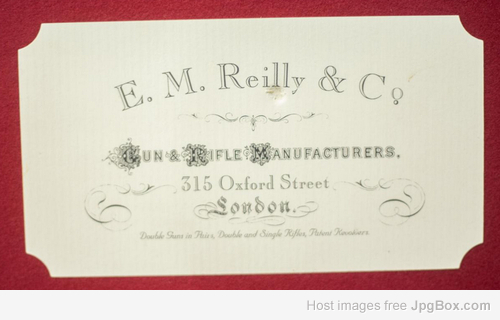 E. M. Reilly & Co.
Gun & Rifle Manufacturers,
315 Oxford Street
London.
Double Guns in Pairs, Double and Single Rifles, Patent Revolvers.
Host images free JpgBox.com